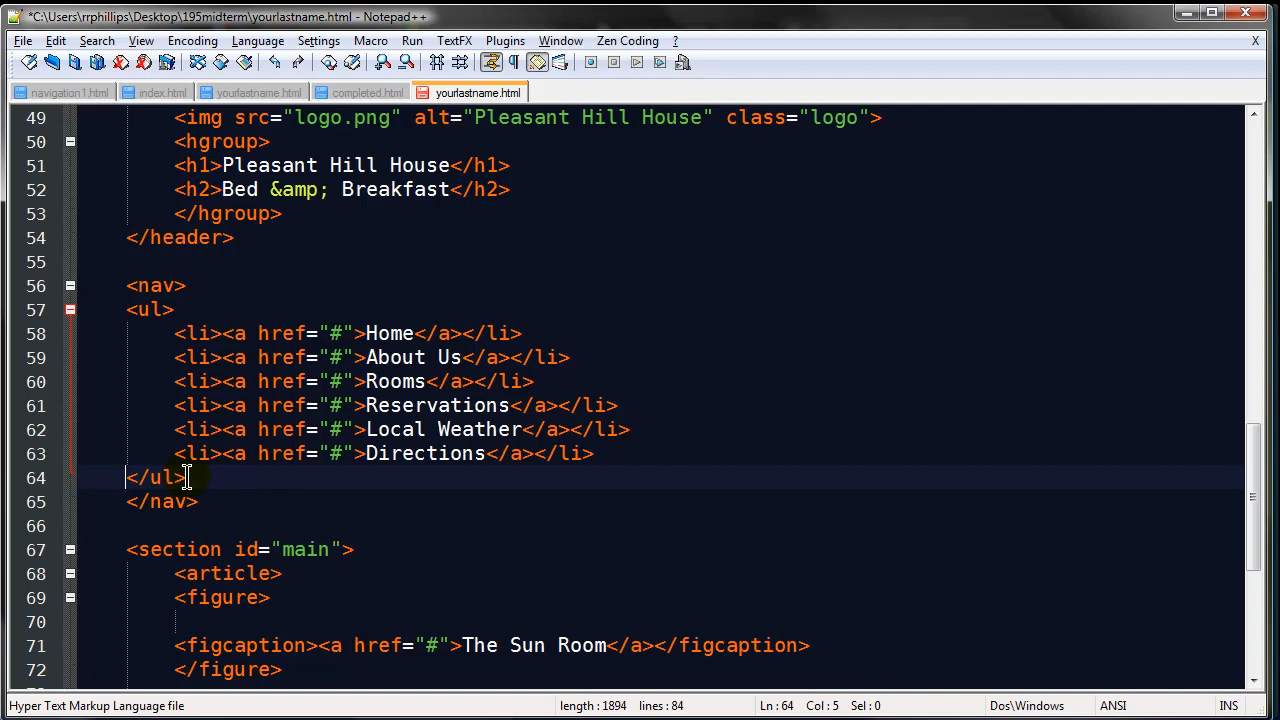 *C:\Users\rrphillips\Desktop\195midterm\yourlastname.html - Notepad++
File Edit Search View Encoding Language Settings Macro Run TextFX Plugins Window Zen Coding ? X
navigation1.html index.html yourlastname.html completed.html yourlastname.html
49 <img src="logo.png" alt="Pleasant Hill House" class="logo">
50 <hgroup>
51 <h1>Pleasant Hill House</h1>
52 <h2>Bed &amp; Breakfast</h2>
53 </hgroup>
54 </header>
55
56 <nav>
57 <ul>
58 <li><a href="#">Home</a></li>
59 <li><a href="#">About Us</a></li>
60 <li><a href="#">Rooms</a></li>
61 <li><a href="#">Reservations</a></li>
62 <li><a href="#">Local Weather</a></li>
63 <li><a href="#">Directions</a></li>
64 </ul>
65 </nav>
66
67 <section id="main">
68 <article>
69 <figure>
70
71 <figcaption><a href="#">The Sun Room</a></figcaption>
72 </figure>
Hyper Text Markup Language file length : 1894 lines : 84 Ln : 64 Col : 5 Sel : 0 Dos\Windows ANSI INS